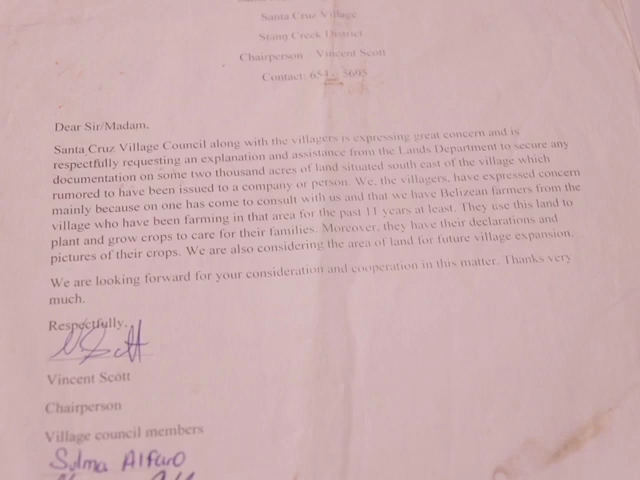 Santa Cruz Village
Stann Creek District
Chairperson Vincent Scott
Contact: 654- 5695
Dear Sir/Madam,
Santa Cruz Village Council along with the villagers is expressing great concern and is
respectfully requesting an explanation and assistance from the Lands Department to secure any
documentation on some two thousand acres of land situated south east of the village which
rumored to have been issued to a company or person. We, the villagers, have expressed concern
mainly because on one has come to consult with us and that we have Belizean farmers from the
village who have been farming in that area for the past 11 years at least. They use this land to
plant and grow crops to care for their families. Moreover, they have their declarations and
pictures of their crops. We are also considering the area of land for future village expansion.
We are looking forward for your consideration and cooperation in this matter. Thanks very
much.
Respectfully,
V Scott
Vincent Scott
Chairperson
Village council members
Sulma Alfaro